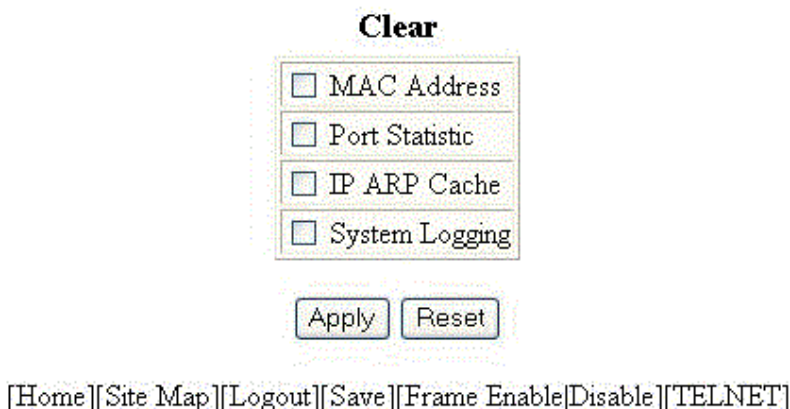 Clear
MAC Address
Port Statistic
IP ARP Cache
System Logging
Apply Reset
[Home][Site Map][Logout][Save][Frame Enable|Disable][TELNET]